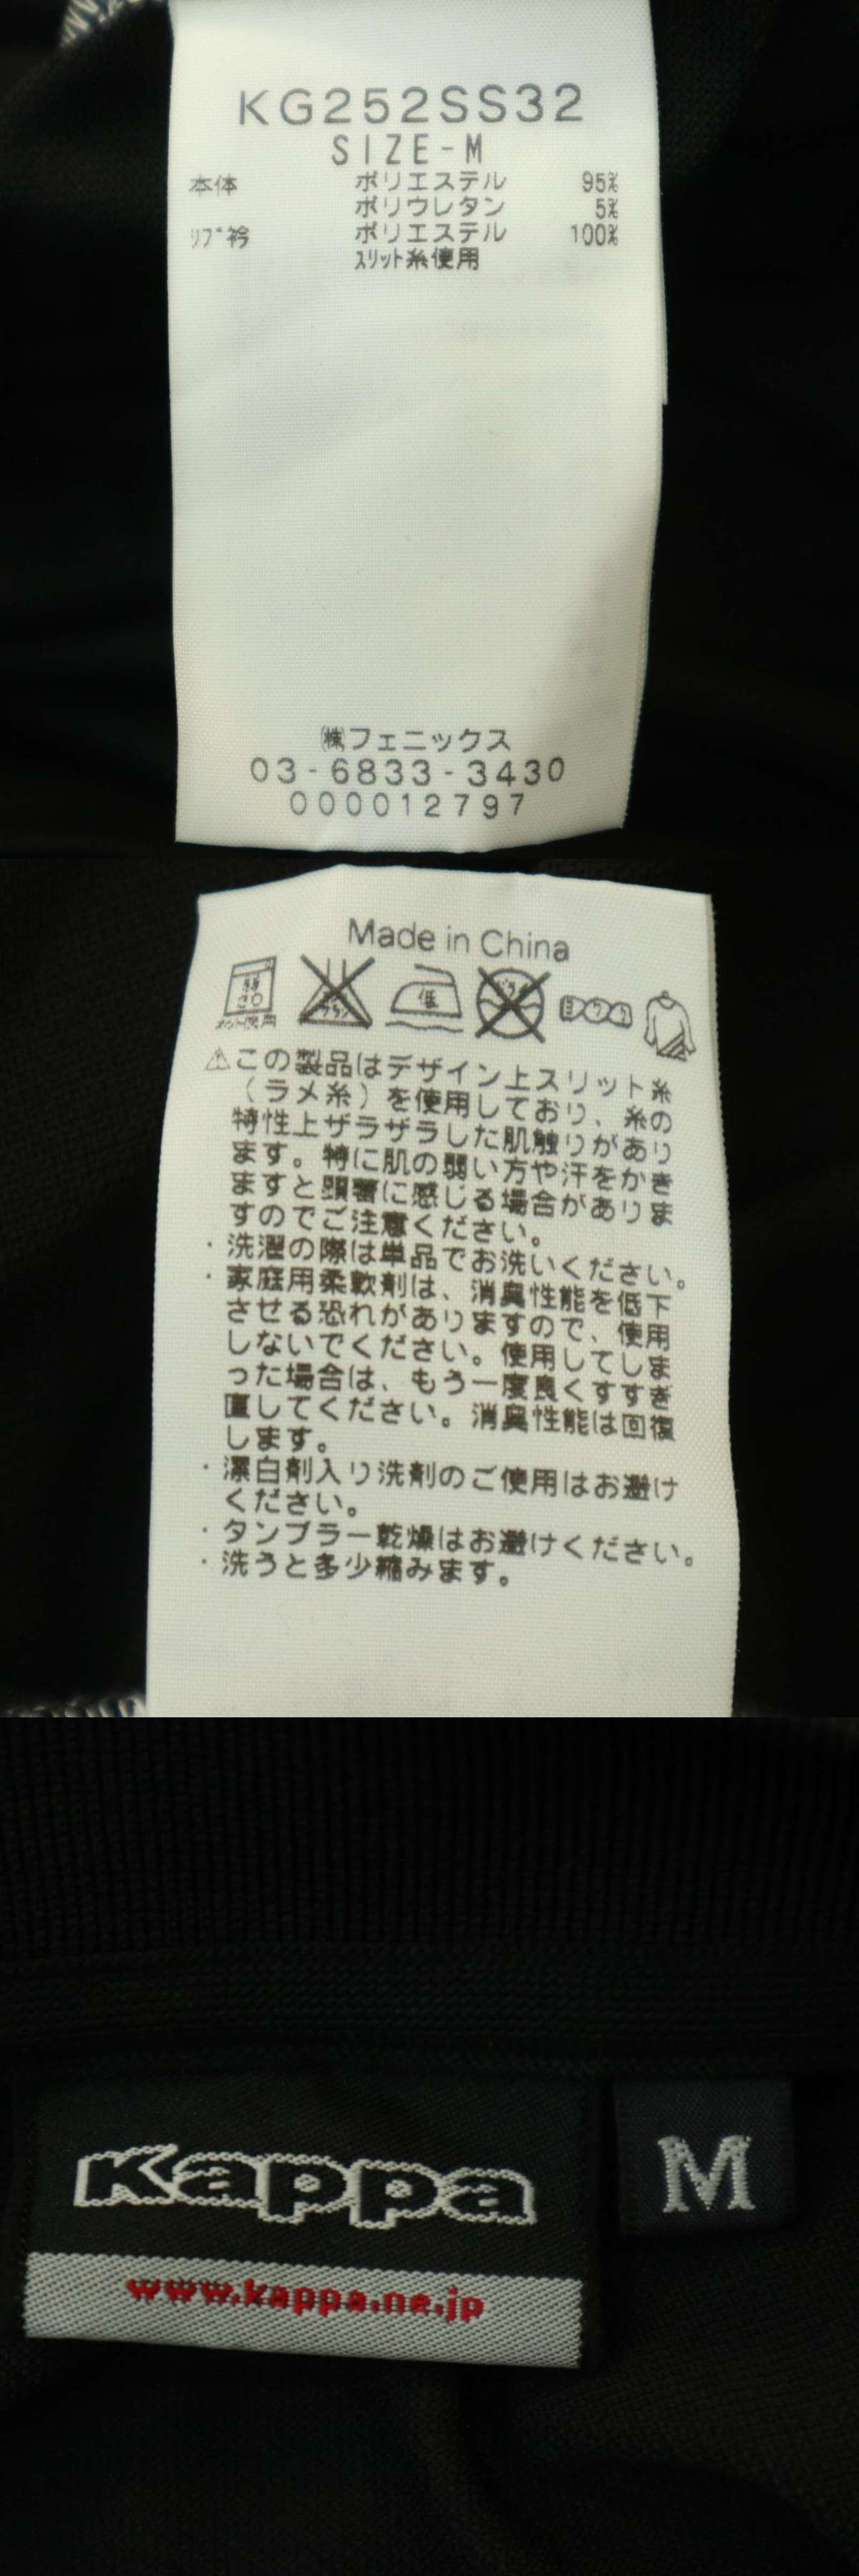 KG252SS32
SIZE-M
本体 ポリエステル 95%
ポリウレタン 5%
ﾘﾌﾞ衿 ポリエステル 100%
ｽﾘｯﾄ糸使用
㈱フェニックス
03-6833-3430
000012797
Made in China
弱 40 低
ネット使用
⚠この製品はデザイン上スリット糸
（ラメ糸）を使用しており、糸の
特性上ザラザラした肌触りがあり
ます。特に肌の弱い方や汗をかき
ますと顕著に感じる場合がありま
すのでご注意ください。
・洗濯の際は単品でお洗いください。
・家庭用柔軟剤は、消臭性能を低下
させる恐れがありますので、使用
しないでください。使用してしま
った場合は、もう一度良くすすぎ
直してください。消臭性能は回復
します。
・漂白剤入り洗剤のご使用はお避け
ください。
・タンブラー乾燥はお避けください。
・洗うと多少縮みます。
Kappa
M
www.kappa.ne.jp